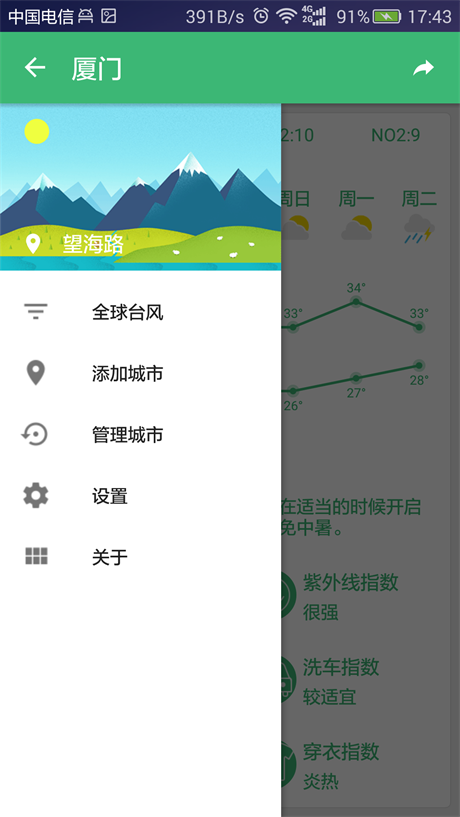 中国电信 391B/s 4G 2G 91% 17:43
厦门
2:10 NO2:9
周日 周一 周二
望海路
33° 34° 33°
26° 27° 28°
全球台风
添加城市
管理城市
设置
关于
在适当的时候开启
免中暑。
紫外线指数
很强
洗车指数
较适宜
穿衣指数
炎热